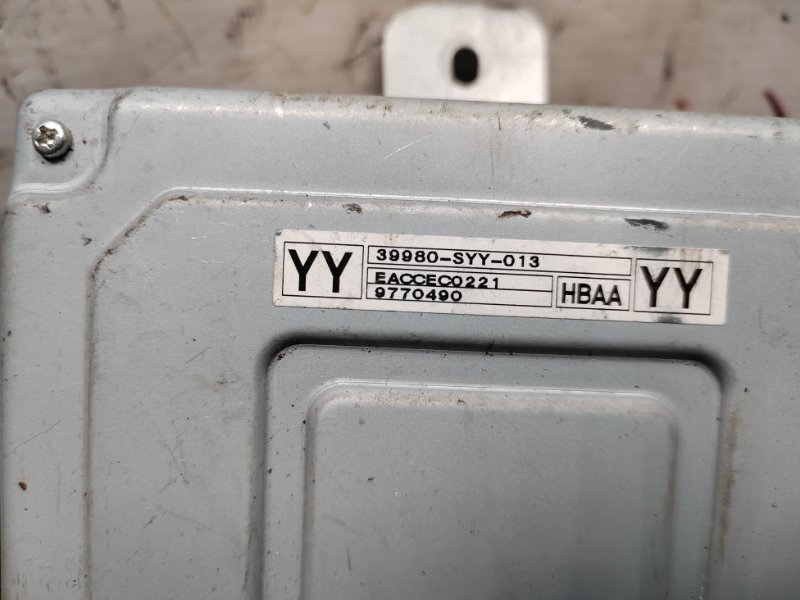 YY
39980-SYY-013
EACCEC0221
9770490
HBAA
YY